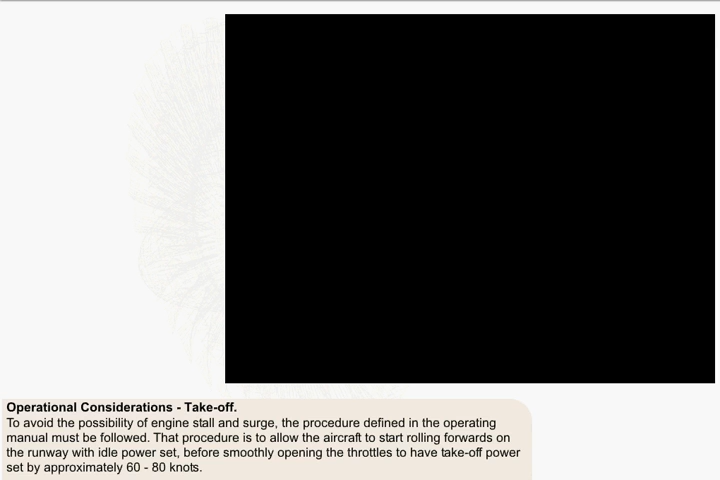 Operational Considerations - Take-off.
To avoid the possibility of engine stall and surge, the procedure defined in the operating
manual must be followed. That procedure is to allow the aircraft to start rolling forwards on
the runway with idle power set, before smoothly opening the throttles to have take-off power
set by approximately 60 - 80 knots.